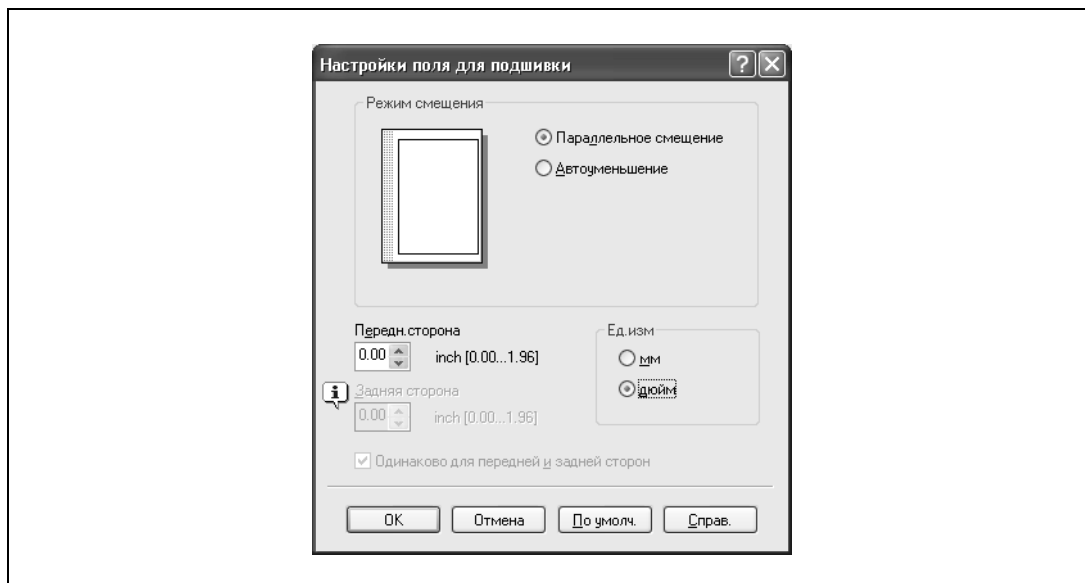 Настройки поля для подшивки
Режим смещения
Параллельное смещение
Автоуменьшение
Передн.сторона
0.00 inch [0.00...1.96]
Задняя сторона
0.00 inch [0.00...1.96]
Ед.изм
мм
дюйм
Одинаково для передней и задней сторон
OK Отмена По умолч. Справ.